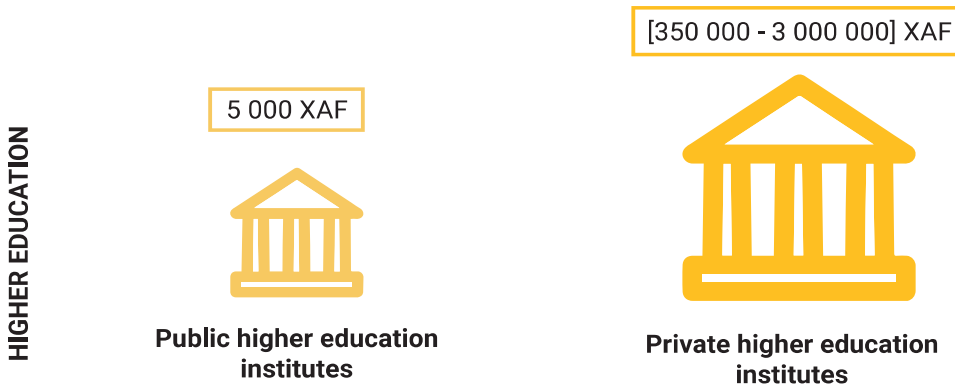 HIGHER EDUCATION
5 000 XAF
Public higher education
institutes
[350 000 - 3 000 000] XAF
Private higher education
institutes